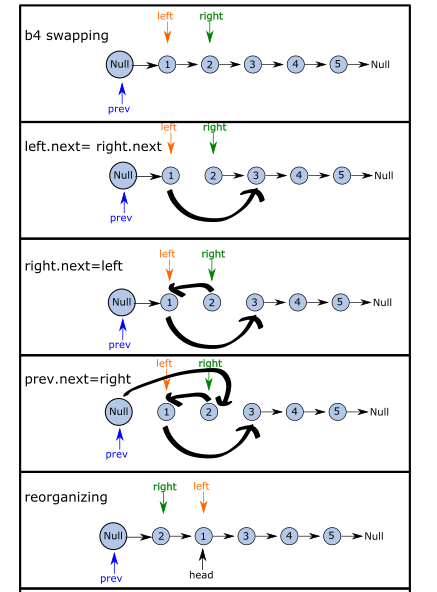 left right
b4 swapping
Null 1 2 3 4 5 Null
prev
left right
left.next= right.next
Null 1 2 3 4 5 Null
prev
left right
right.next=left
Null 1 2 3 4 5 Null
prev
left right
prev.next=right
Null 1 2 3 4 5 Null
prev
right left
reorganizing
Null 2 1 3 4 5 Null
prev head